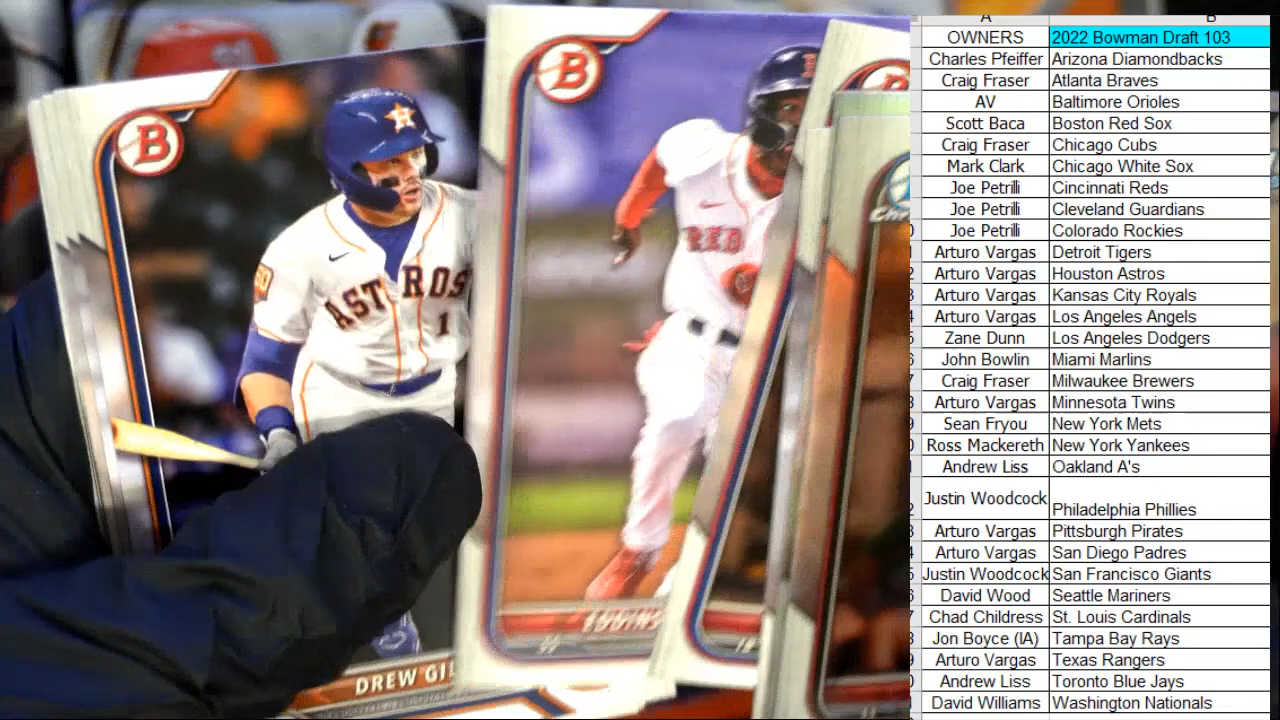 B
ASTROS
1
DREW GI
B
RED
B
A B
OWNERS 2022 Bowman Draft 103
Charles Pfeiffer Arizona Diamondbacks
Craig Fraser Atlanta Braves
AV Baltimore Orioles
Scott Baca Boston Red Sox
Craig Fraser Chicago Cubs
Mark Clark Chicago White Sox
Joe Petrilli Cincinnati Reds
Joe Petrilli Cleveland Guardians
Joe Petrilli Colorado Rockies
Arturo Vargas Detroit Tigers
Arturo Vargas Houston Astros
Arturo Vargas Kansas City Royals
Arturo Vargas Los Angeles Angels
Zane Dunn Los Angeles Dodgers
John Bowlin Miami Marlins
Craig Fraser Milwaukee Brewers
Arturo Vargas Minnesota Twins
Sean Fryou New York Mets
Ross Mackereth New York Yankees
Andrew Liss Oakland A's
Justin Woodcock Philadelphia Phillies
Arturo Vargas Pittsburgh Pirates
Arturo Vargas San Diego Padres
Justin Woodcock San Francisco Giants
David Wood Seattle Mariners
Chad Childress St. Louis Cardinals
Jon Boyce (IA) Tampa Bay Rays
Arturo Vargas Texas Rangers
Andrew Liss Toronto Blue Jays
David Williams Washington Nationals